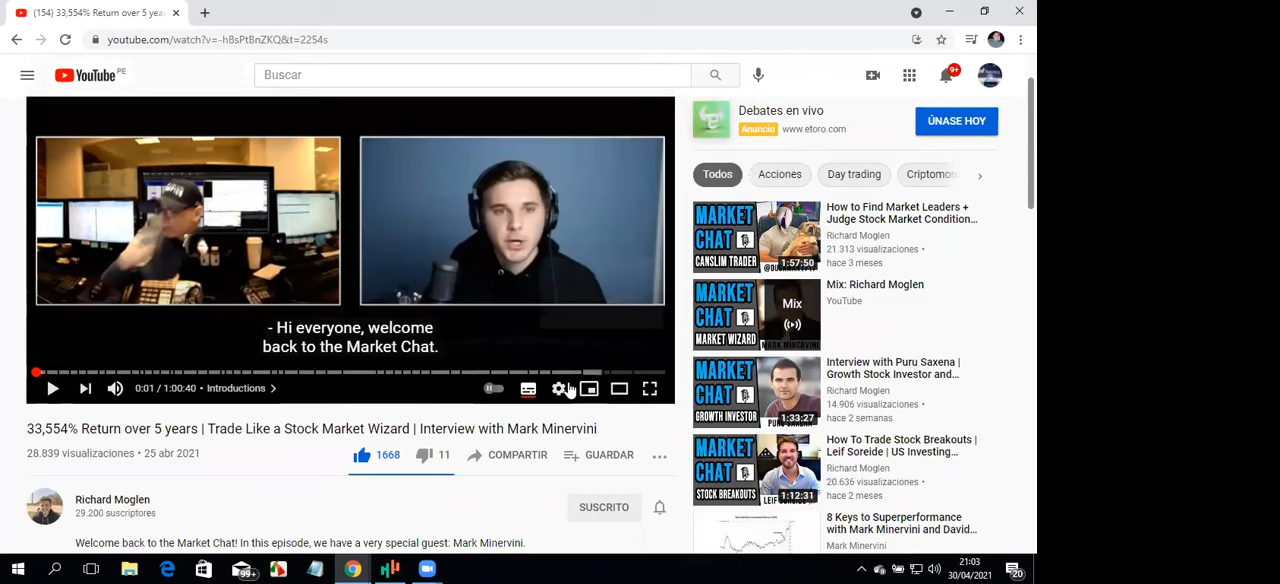 (154) 33,554% Return over 5 yea
youtube.com/watch?v=-hBsPtBnZKQ&t=2254s
YouTube PE
Buscar
9+
- Hi everyone, welcome
back to the Market Chat.
0:01 / 1:00:40 • Introductions
33,554% Return over 5 years | Trade Like a Stock Market Wizard | Interview with Mark Minervini
28.839 visualizaciones • 25 abr 2021
1668
11
COMPARTIR
GUARDAR
Richard Moglen
29.200 suscriptores
SUSCRITO
Welcome back to the Market Chat! In this episode, we have a very special guest: Mark Minervini.
Debates en vivo
Anuncio www.etoro.com
ÚNASE HOY
Todos
Acciones
Day trading
Criptomon
MARKET
CHAT
CANSLIM TRADER
1:57:50
How to Find Market Leaders +
Judge Stock Market Condition...
Richard Moglen
21.313 visualizaciones •
hace 3 meses
MARKET
CHAT
MARKET WIZARD
Mix
MARK MINERVINI
Mix: Richard Moglen
YouTube
MARKET
CHAT
GROWTH INVESTOR
1:33:27
Interview with Puru Saxena |
Growth Stock Investor and...
Richard Moglen
14.906 visualizaciones •
hace 2 semanas
MARKET
CHAT
STOCK BREAKOUTS
1:12:31
How To Trade Stock Breakouts |
Leif Soreide | US Investing...
Richard Moglen
20.636 visualizaciones •
hace 2 meses
8 Keys to Superperformance
with Mark Minervini and David...
Mark Minervini
99+
21:03
30/04/2021
20